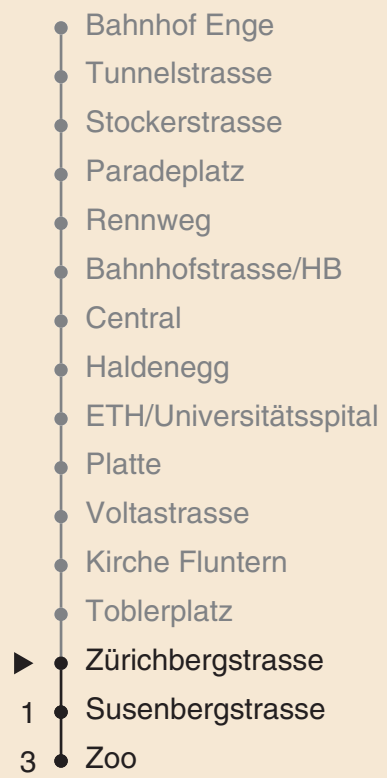 Bahnhof Enge
Tunnelstrasse
Stockerstrasse
Paradeplatz
Rennweg
Bahnhofstrasse/HB
Central
Haldenegg
ETH/Universitätsspital
Platte
Voltastrasse
Kirche Fluntern
Toblerplatz
Zürichbergstrasse
1 Susenbergstrasse
3 Zoo